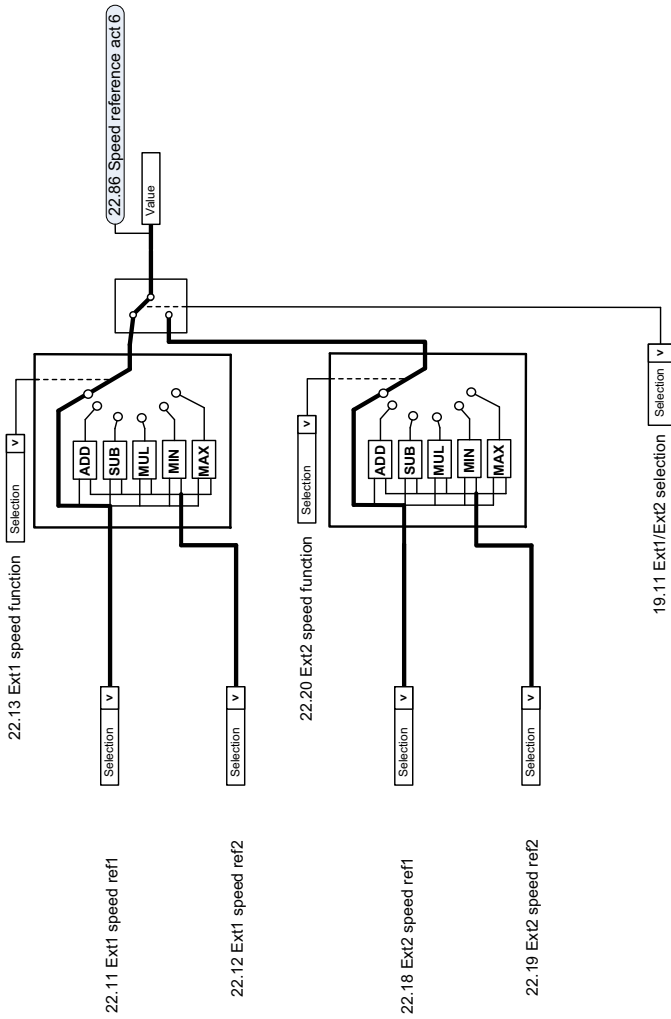 22.86 Speed reference act 6
Value
22.13 Ext1 speed function
Selection
v
ADD
SUB
MUL
MIN
MAX
22.11 Ext1 speed ref1
Selection
v
22.12 Ext1 speed ref2
Selection
v
22.20 Ext2 speed function
Selection
v
ADD
SUB
MUL
MIN
MAX
22.18 Ext2 speed ref1
Selection
v
22.19 Ext2 speed ref2
Selection
v
19.11 Ext1/Ext2 selection
Selection
v